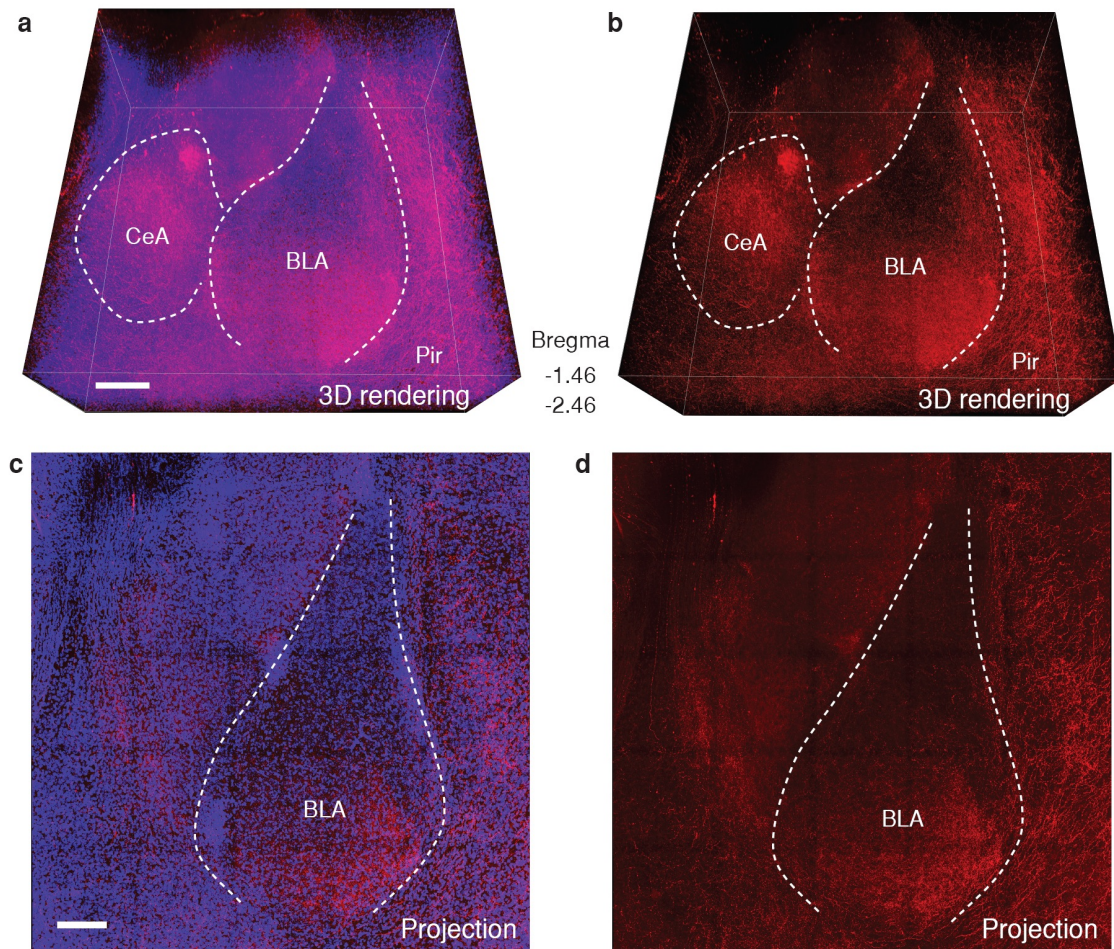 a
CeA
BLA
Pir
3D rendering
Bregma
-1.46
-2.46
b
CeA
BLA
Pir
3D rendering
c
BLA
Projection
d
BLA
Projection